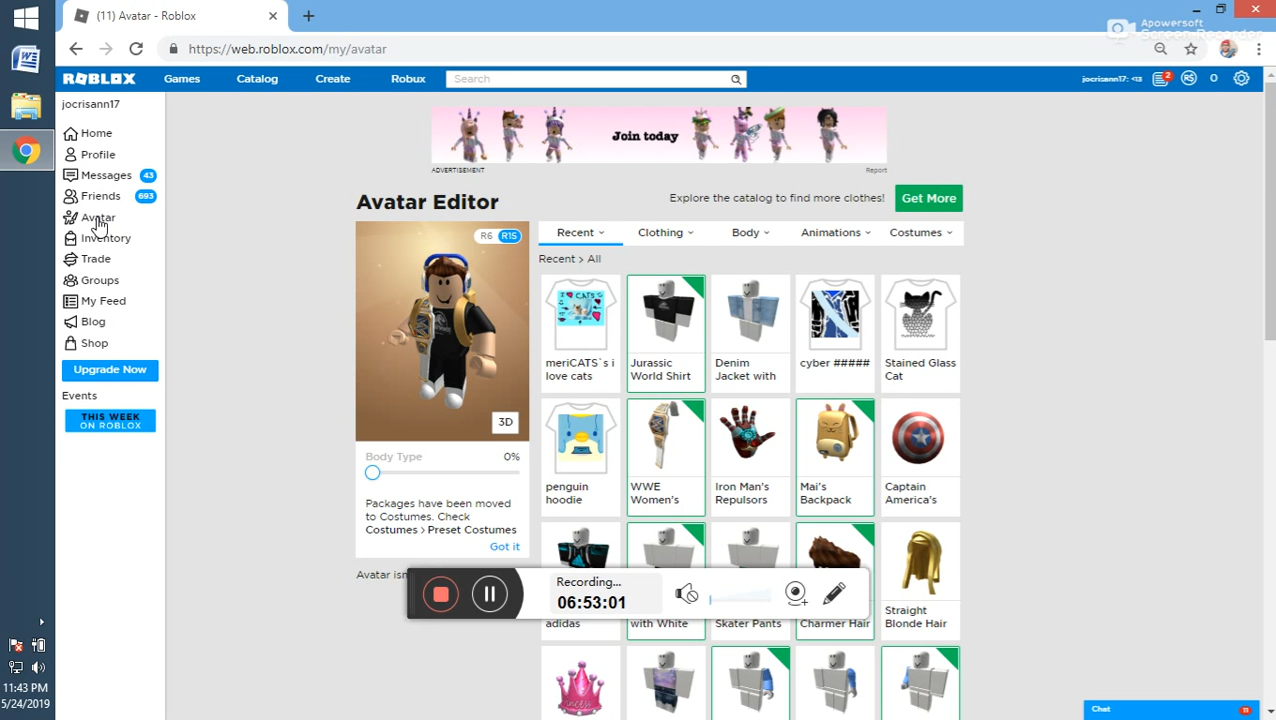 (11) Avatar - Roblox
Apowersoft
Screen Recorder
https://web.roblox.com/my/avatar
ROBLOX
Games
Catalog
Create
Robux
Search
jocrisann17: <13
2
R$
0
jocrisann17
Home
Profile
Messages 43
Friends 693
Avatar
Inventory
Trade
Groups
My Feed
Blog
Shop
Upgrade Now
Events
THIS WEEK
ON ROBLOX
Join today
ADVERTISEMENT
Report
Avatar Editor
Explore the catalog to find more clothes!
Get More
R6 R15
3D
Body Type 0%
Packages have been moved
to Costumes. Check
Costumes > Preset Costumes
Got it
Recent
Clothing
Body
Animations
Costumes
Recent > All
meriCATS`s i
love cats
Jurassic
World Shirt
Denim
Jacket with
cyber #####
Stained Glass
Cat
penguin
hoodie
WWE
Women's
Iron Man's
Repulsors
Mai's
Backpack
Captain
America's
adidas
with White
Skater Pants
Charmer Hair
Straight
Blonde Hair
Avatar isn
Recording...
06:53:01
Chat
11:43 PM
5/24/2019